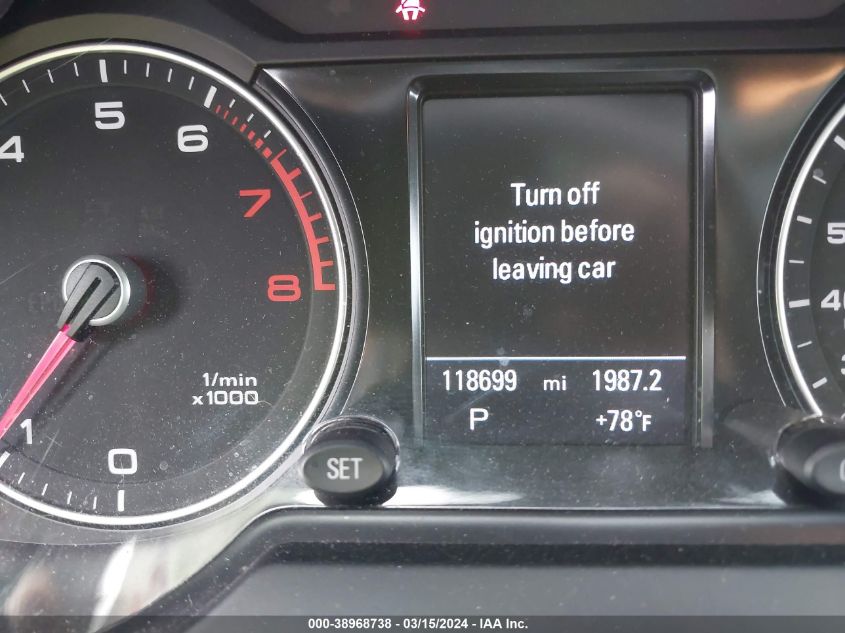 4 5 6 7 8
1/min
x1000
1 0
SET
Turn off
ignition before
leaving car
118699 mi 1987.2
P +78°F
000-38968738 - 03/15/2024 - IAA Inc.